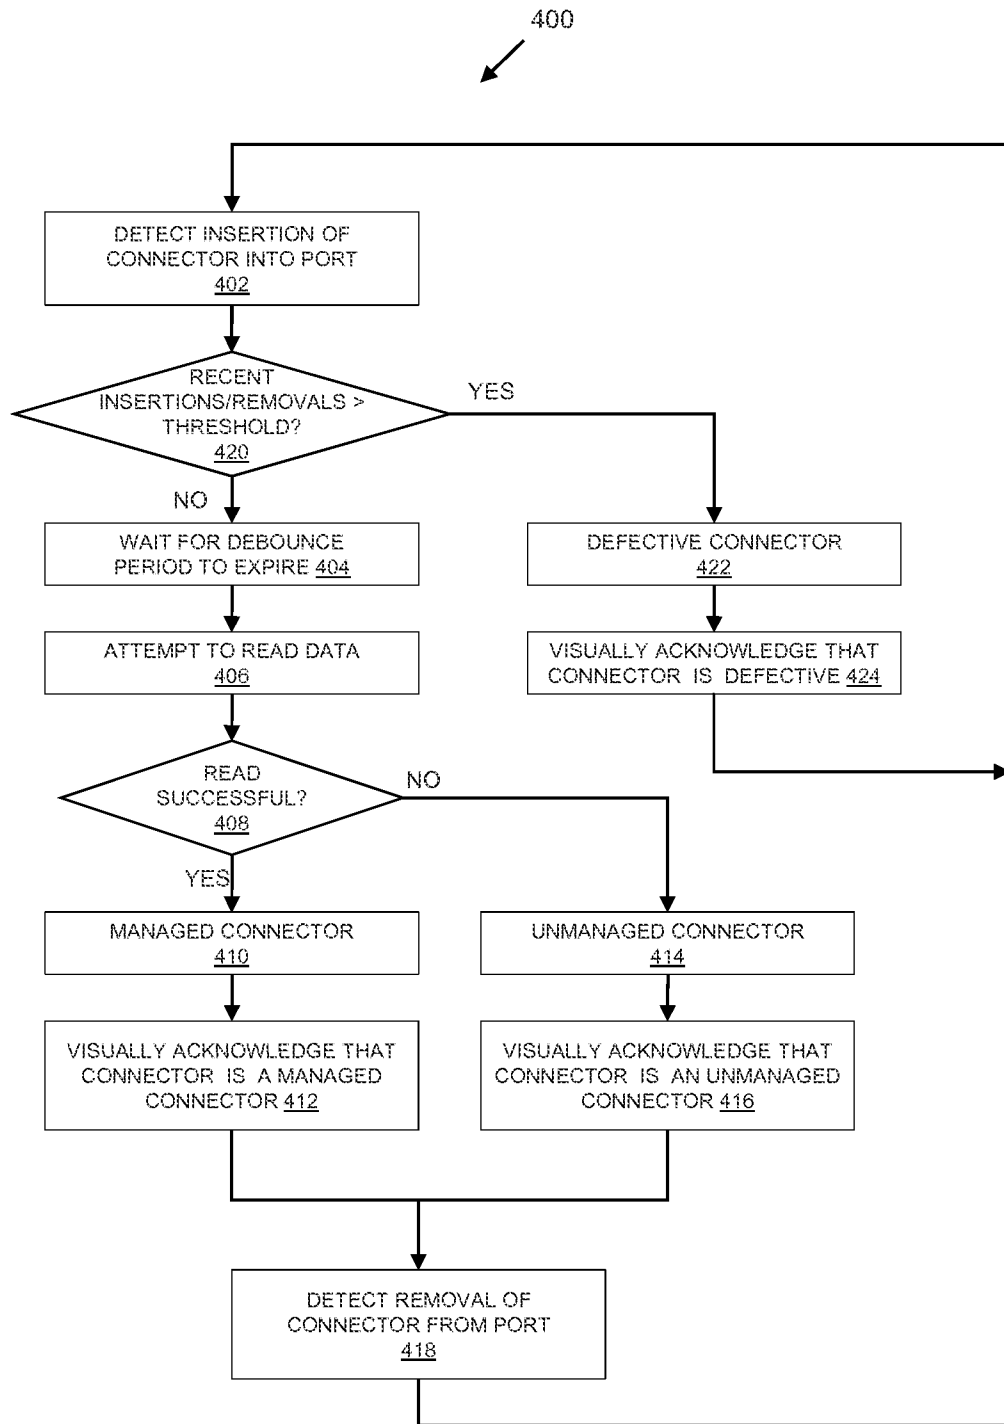 400
DETECT INSERTION OF
CONNECTOR INTO PORT
402
RECENT
INSERTIONS/REMOVALS >
THRESHOLD?
420
YES
NO
WAIT FOR DEBOUNCE
PERIOD TO EXPIRE 404
DEFECTIVE CONNECTOR
422
ATTEMPT TO READ DATA
406
VISUALLY ACKNOWLEDGE THAT
CONNECTOR IS DEFECTIVE 424
READ
SUCCESSFUL?
408
NO
YES
MANAGED CONNECTOR
410
UNMANAGED CONNECTOR
414
VISUALLY ACKNOWLEDGE THAT
CONNECTOR IS A MANAGED
CONNECTOR 412
VISUALLY ACKNOWLEDGE THAT
CONNECTOR IS AN UNMANAGED
CONNECTOR 416
DETECT REMOVAL OF
CONNECTOR FROM PORT
418